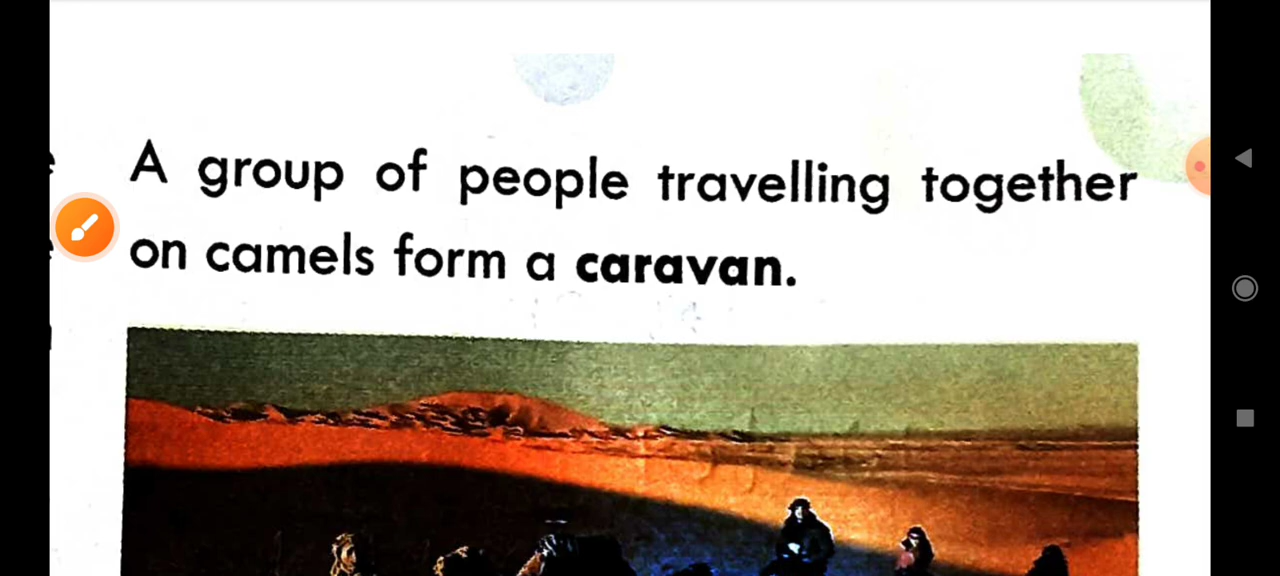 A group of people travelling together
on camels form a caravan.